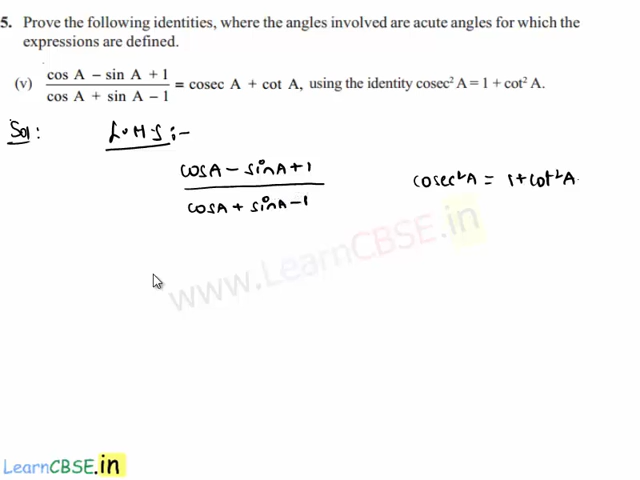 5. Prove the following identities, where the angles involved are acute angles for which the
expressions are defined.
(v) (cos A − sin A + 1)/(cos A + sin A − 1) = cosec A + cot A, using the identity cosec² A = 1 + cot² A.
Sol: L.H.S :-
cosA − sinA + 1
cosA + sinA − 1
cosec²A = 1 + cot²A
www.LearnCBSE.in
LearnCBSE.in